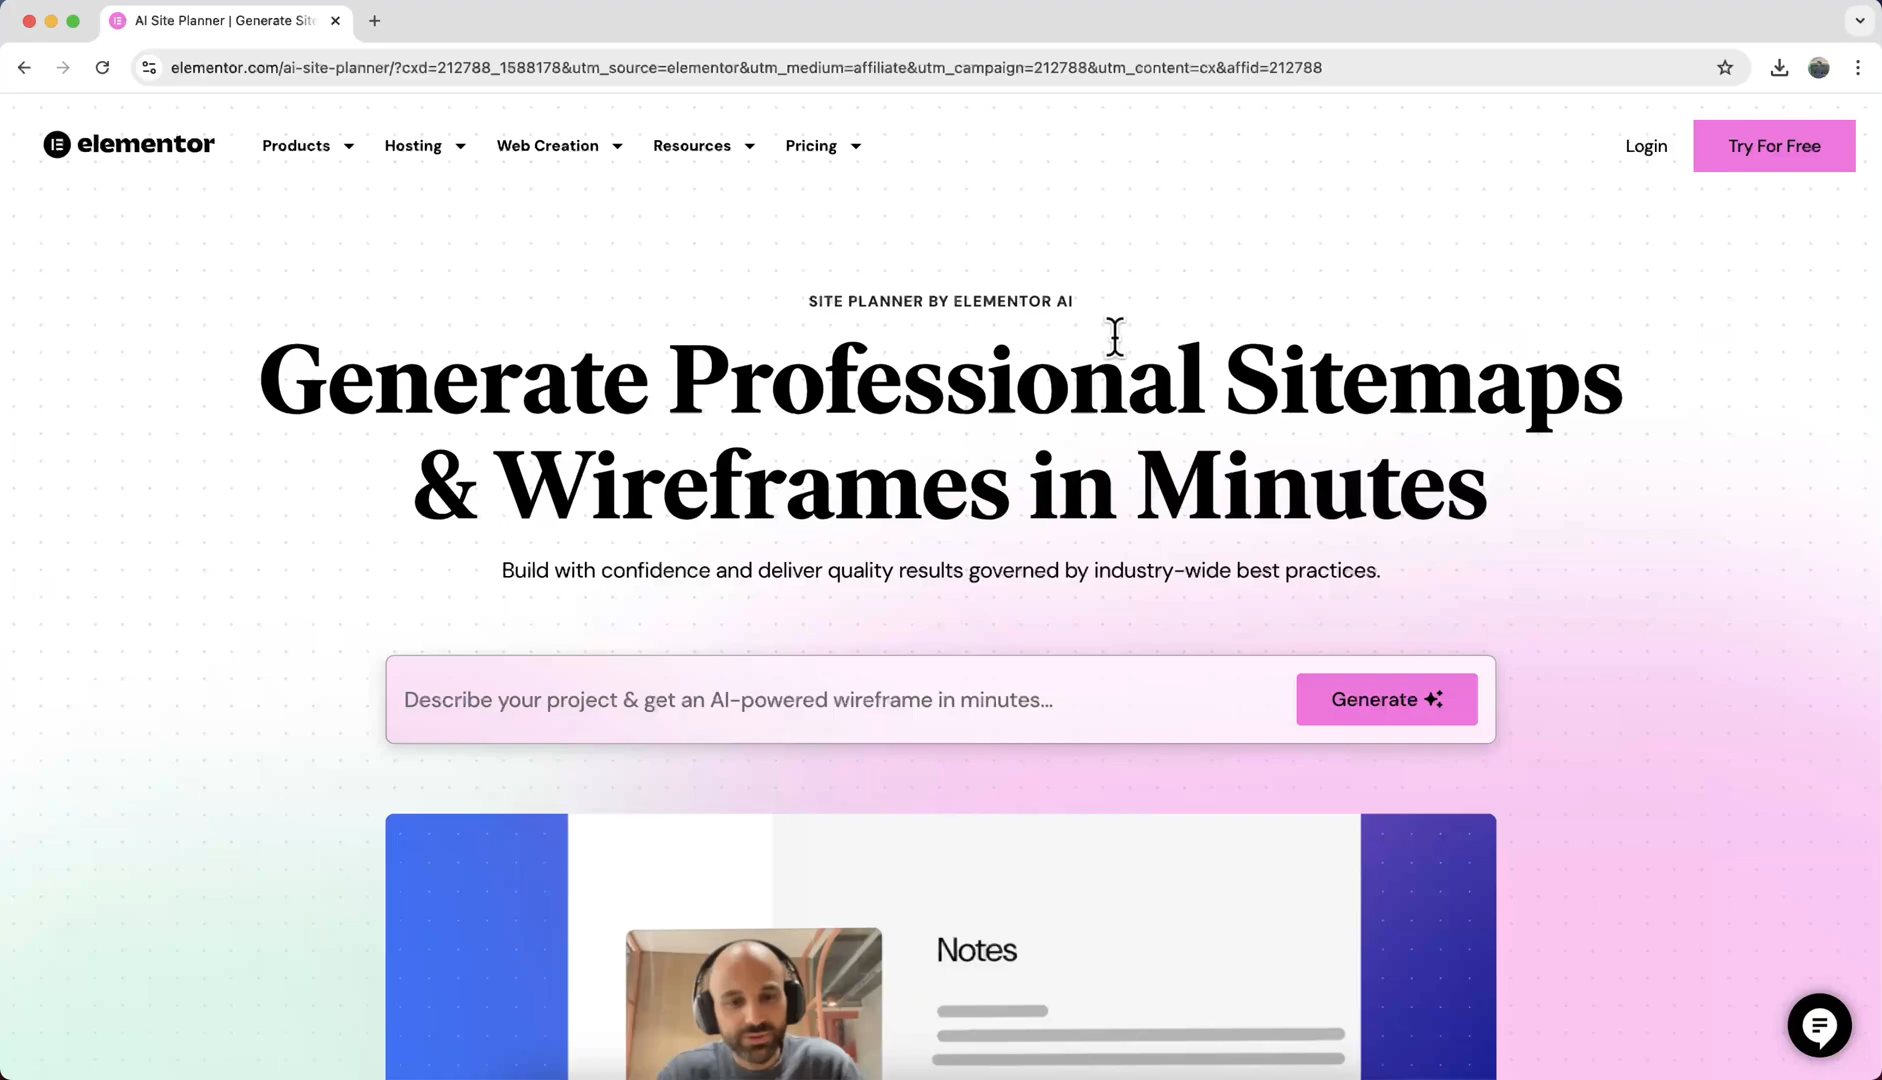 AI Site Planner | Generate Sit
elementor.com/ai-site-planner/?cxd=212788_1588178&utm_source=elementor&utm_medium=affiliate&utm_campaign=212788&utm_content=cx&affid=212788
elementor
Products
Hosting
Web Creation
Resources
Pricing
Login
Try For Free
SITE PLANNER BY ELEMENTOR AI
Generate Professional Sitemaps
& Wireframes in Minutes
Build with confidence and deliver quality results governed by industry-wide best practices.
Describe your project & get an AI-powered wireframe in minutes...
Generate
Notes